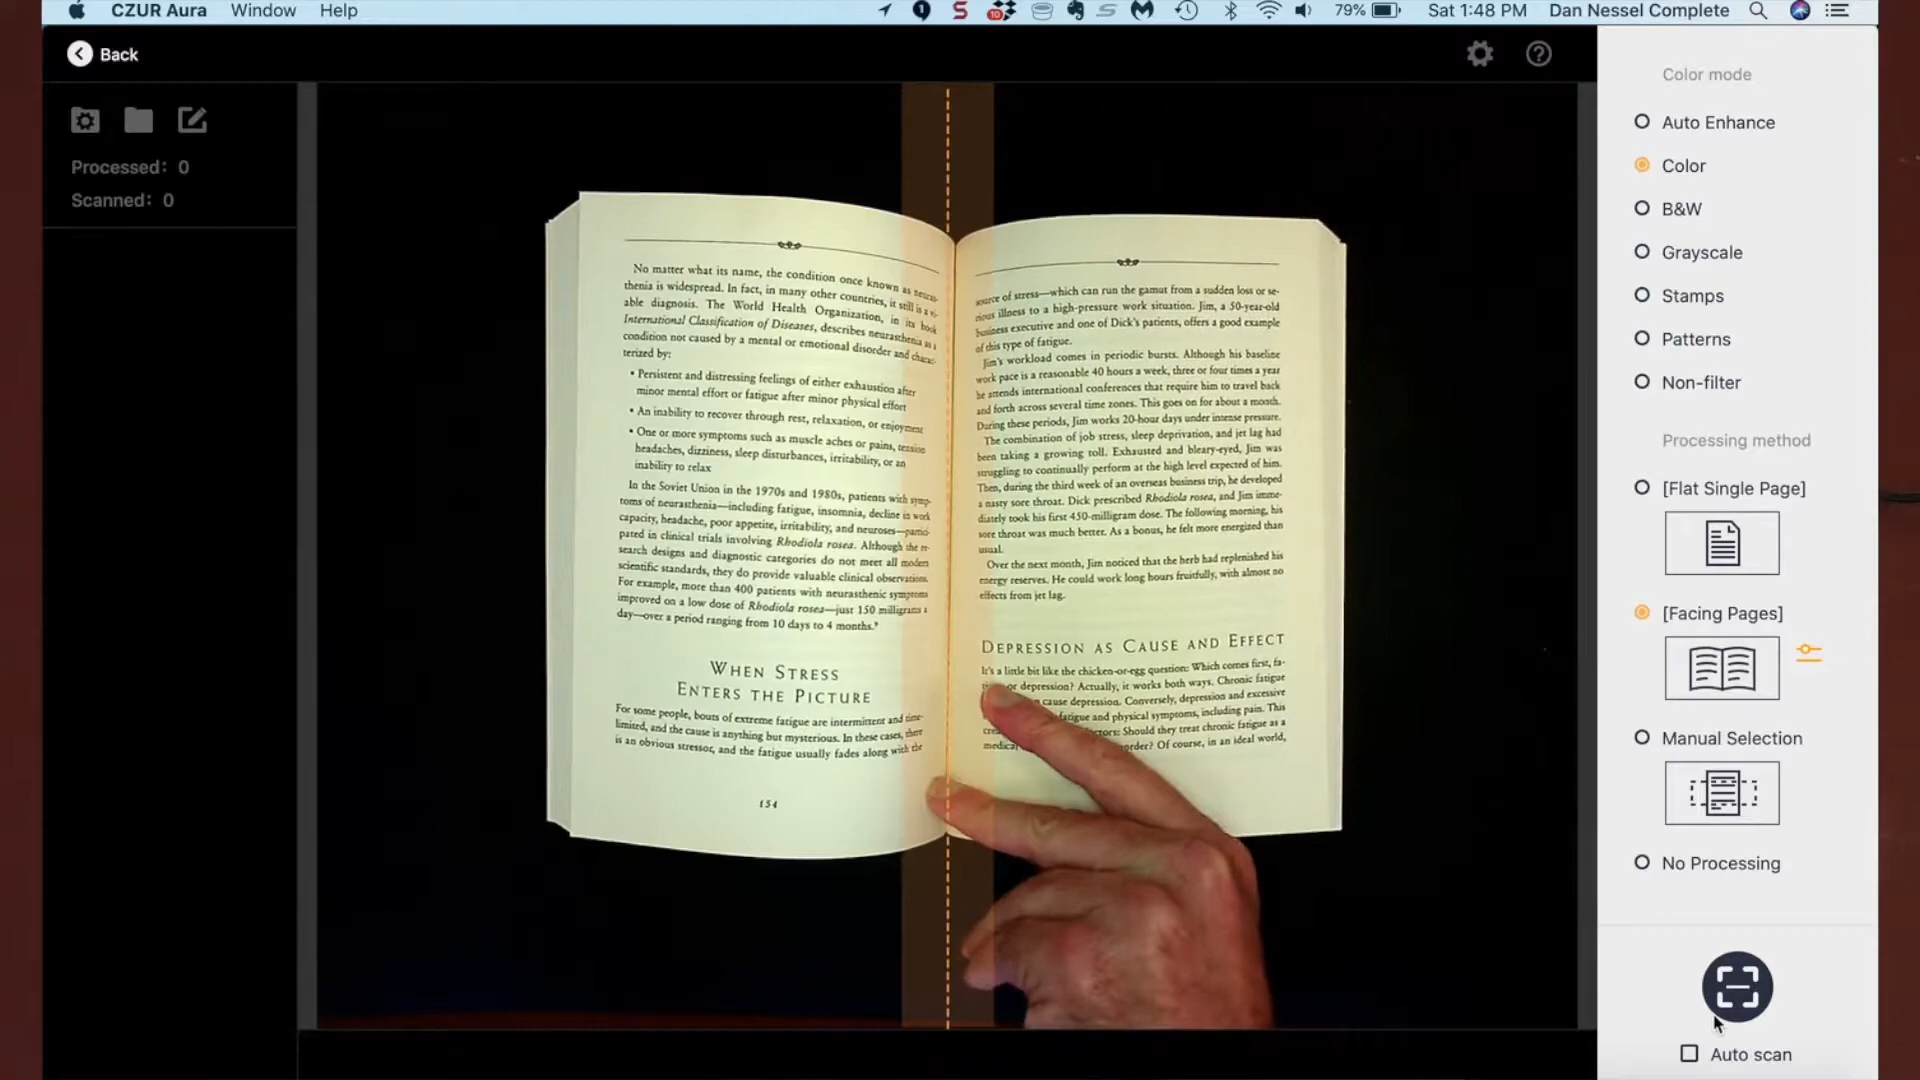 CZUR Aura Window Help
79% Sat 1:48 PM Dan Nessel Complete
Back
Processed: 0
Scanned: 0
No matter what its name, the condition once known as neuras-
thenia is widespread. In fact, in many other countries, it still is a vi-
able diagnosis. The World Health Organization, in its book
International Classification of Diseases, describes neurasthenia as a
condition not caused by a mental or emotional disorder and charac-
terized by:
• Persistent and distressing feelings of either exhaustion after
minor mental effort or fatigue after minor physical effort
• An inability to recover through rest, relaxation, or enjoyment
• One or more symptoms such as muscle aches or pains, tension
headaches, dizziness, sleep disturbances, irritability, or an
inability to relax
In the Soviet Union in the 1970s and 1980s, patients with symp-
toms of neurasthenia—including fatigue, insomnia, decline in work
capacity, headache, poor appetite, irritability, and neuroses—partici-
pated in clinical trials involving Rhodiola rosea. Although the re-
search designs and diagnostic categories do not meet all modern
scientific standards, they do provide valuable clinical observations.
For example, more than 400 patients with neurasthenic symptoms
improved on a low dose of Rhodiola rosea—just 150 milligrams a
day—over a period ranging from 10 days to 4 months.
WHEN STRESS
ENTERS THE PICTURE
For some people, bouts of extreme fatigue are intermittent and time-
limited, and the cause is anything but mysterious. In these cases, there
is an obvious stressor, and the fatigue usually fades along with the
154
source of stress—which can run the gamut from a sudden loss or se-
rious illness to a high-pressure work situation. Jim, a 50-year-old
business executive and one of Dick's patients, offers a good example
of this type of fatigue.
Jim's workload comes in periodic bursts. Although his baseline
work pace is a reasonable 40 hours a week, three or four times a year
he attends international conferences that require him to travel back
and forth across several time zones. This goes on for about a month.
During these periods, Jim works 20-hour days under intense pressure.
The combination of job stress, sleep deprivation, and jet lag had
been taking a growing toll. Exhausted and bleary-eyed, Jim was
struggling to continually perform at the high level expected of him.
Then, during the third week of an overseas business trip, he developed
a nasty sore throat. Dick prescribed Rhodiola rosea, and Jim imme-
diately took his first 450-milligram dose. The following morning, his
sore throat was much better. As a bonus, he felt more energized than
usual.
Over the next month, Jim noticed that the herb had replenished his
energy reserves. He could work long hours fruitfully, with almost no
effects from jet lag.
DEPRESSION AS CAUSE AND EFFECT
It's a little bit like the chicken-or-egg question: Which comes first, fa-
or depression? Actually, it works both ways. Chronic fatigue
cause depression. Conversely, depression and excessive
fatigue and physical symptoms, including pain. This
Should they treat chronic fatigue as a
medical Of course, in an ideal world,
Color mode
Auto Enhance
Color
B&W
Grayscale
Stamps
Patterns
Non-filter
Processing method
[Flat Single Page]
[Facing Pages]
Manual Selection
No Processing
Auto scan